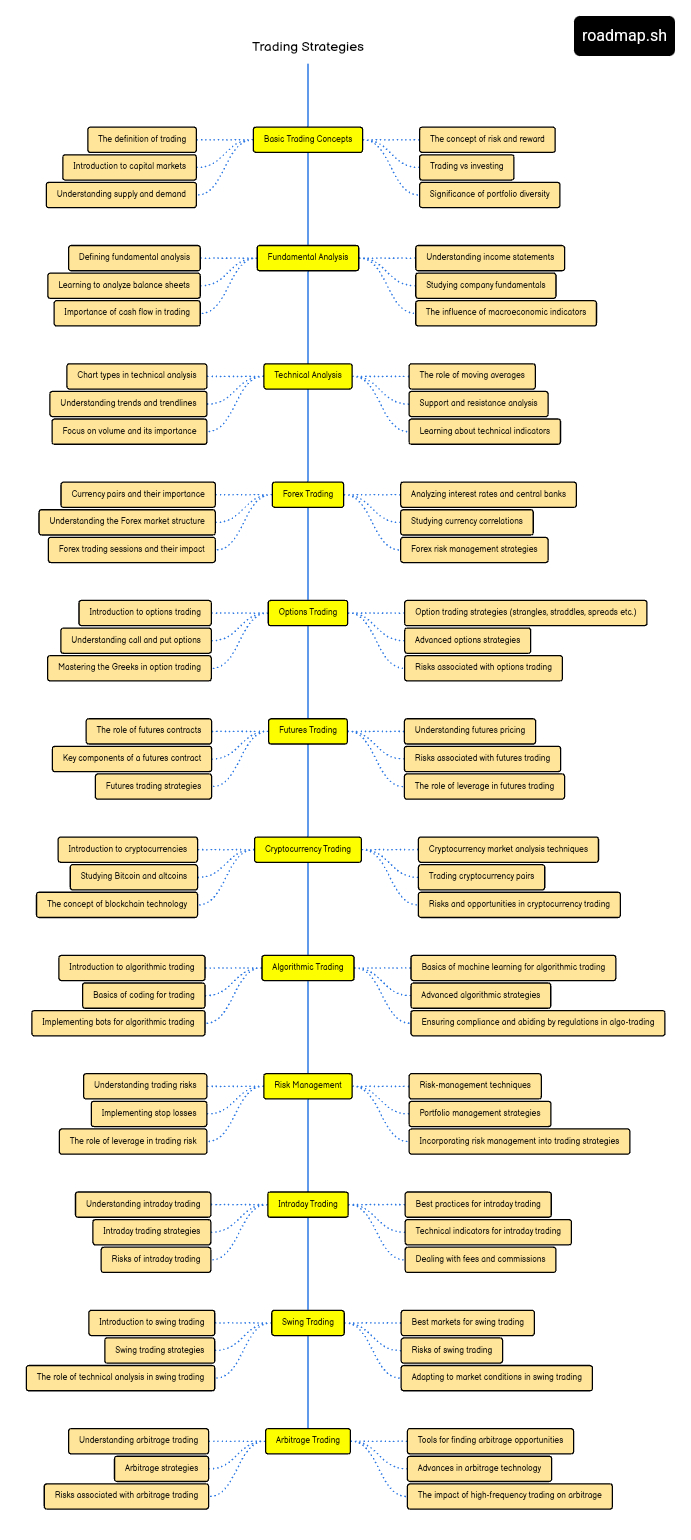 roadmap.sh
Trading Strategies
Basic Trading Concepts
The definition of trading
Introduction to capital markets
Understanding supply and demand
The concept of risk and reward
Trading vs investing
Significance of portfolio diversity
Fundamental Analysis
Defining fundamental analysis
Learning to analyze balance sheets
Importance of cash flow in trading
Understanding income statements
Studying company fundamentals
The influence of macroeconomic indicators
Technical Analysis
Chart types in technical analysis
Understanding trends and trendlines
Focus on volume and its importance
The role of moving averages
Support and resistance analysis
Learning about technical indicators
Forex Trading
Currency pairs and their importance
Understanding the Forex market structure
Forex trading sessions and their impact
Analyzing interest rates and central banks
Studying currency correlations
Forex risk management strategies
Options Trading
Introduction to options trading
Understanding call and put options
Mastering the Greeks in option trading
Option trading strategies (strangles, straddles, spreads etc.)
Advanced options strategies
Risks associated with options trading
Futures Trading
The role of futures contracts
Key components of a futures contract
Futures trading strategies
Understanding futures pricing
Risks associated with futures trading
The role of leverage in futures trading
Cryptocurrency Trading
Introduction to cryptocurrencies
Studying Bitcoin and altcoins
The concept of blockchain technology
Cryptocurrency market analysis techniques
Trading cryptocurrency pairs
Risks and opportunities in cryptocurrency trading
Algorithmic Trading
Introduction to algorithmic trading
Basics of coding for trading
Implementing bots for algorithmic trading
Basics of machine learning for algorithmic trading
Advanced algorithmic strategies
Ensuring compliance and abiding by regulations in algo-trading
Risk Management
Understanding trading risks
Implementing stop losses
The role of leverage in trading risk
Risk-management techniques
Portfolio management strategies
Incorporating risk management into trading strategies
Intraday Trading
Understanding intraday trading
Intraday trading strategies
Risks of intraday trading
Best practices for intraday trading
Technical indicators for intraday trading
Dealing with fees and commissions
Swing Trading
Introduction to swing trading
Swing trading strategies
The role of technical analysis in swing trading
Best markets for swing trading
Risks of swing trading
Adapting to market conditions in swing trading
Arbitrage Trading
Understanding arbitrage trading
Arbitrage strategies
Risks associated with arbitrage trading
Tools for finding arbitrage opportunities
Advances in arbitrage technology
The impact of high-frequency trading on arbitrage